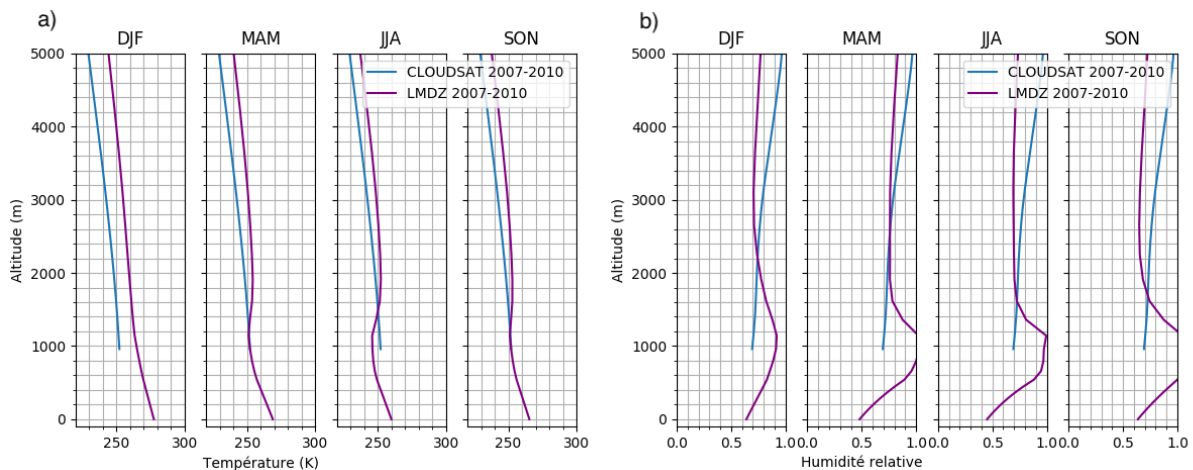 a)
DJF MAM JJA SON
CLOUDSAT 2007-2010
LMDZ 2007-2010
Altitude (m)
5000
4000
3000
2000
1000
0
250 300 250 300 250 300 250 300
Température (K)
b)
DJF MAM JJA SON
CLOUDSAT 2007-2010
LMDZ 2007-2010
Altitude (m)
5000
4000
3000
2000
1000
0
0.0 0.5 1.0 0.0 0.5 1.0 0.0 0.5 1.0 0.0 0.5 1.0
Humidité relative